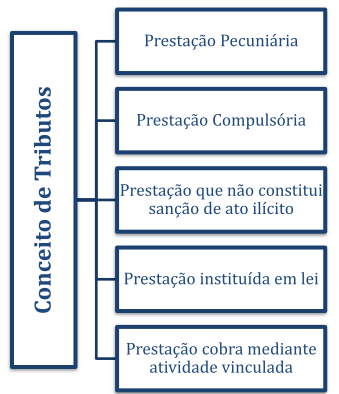 Conceito de Tributos
Prestação Pecuniária
Prestação Compulsória
Prestação que não constitui
sanção de ato ilícito
Prestação instituída em lei
Prestação cobra mediante
atividade vinculada